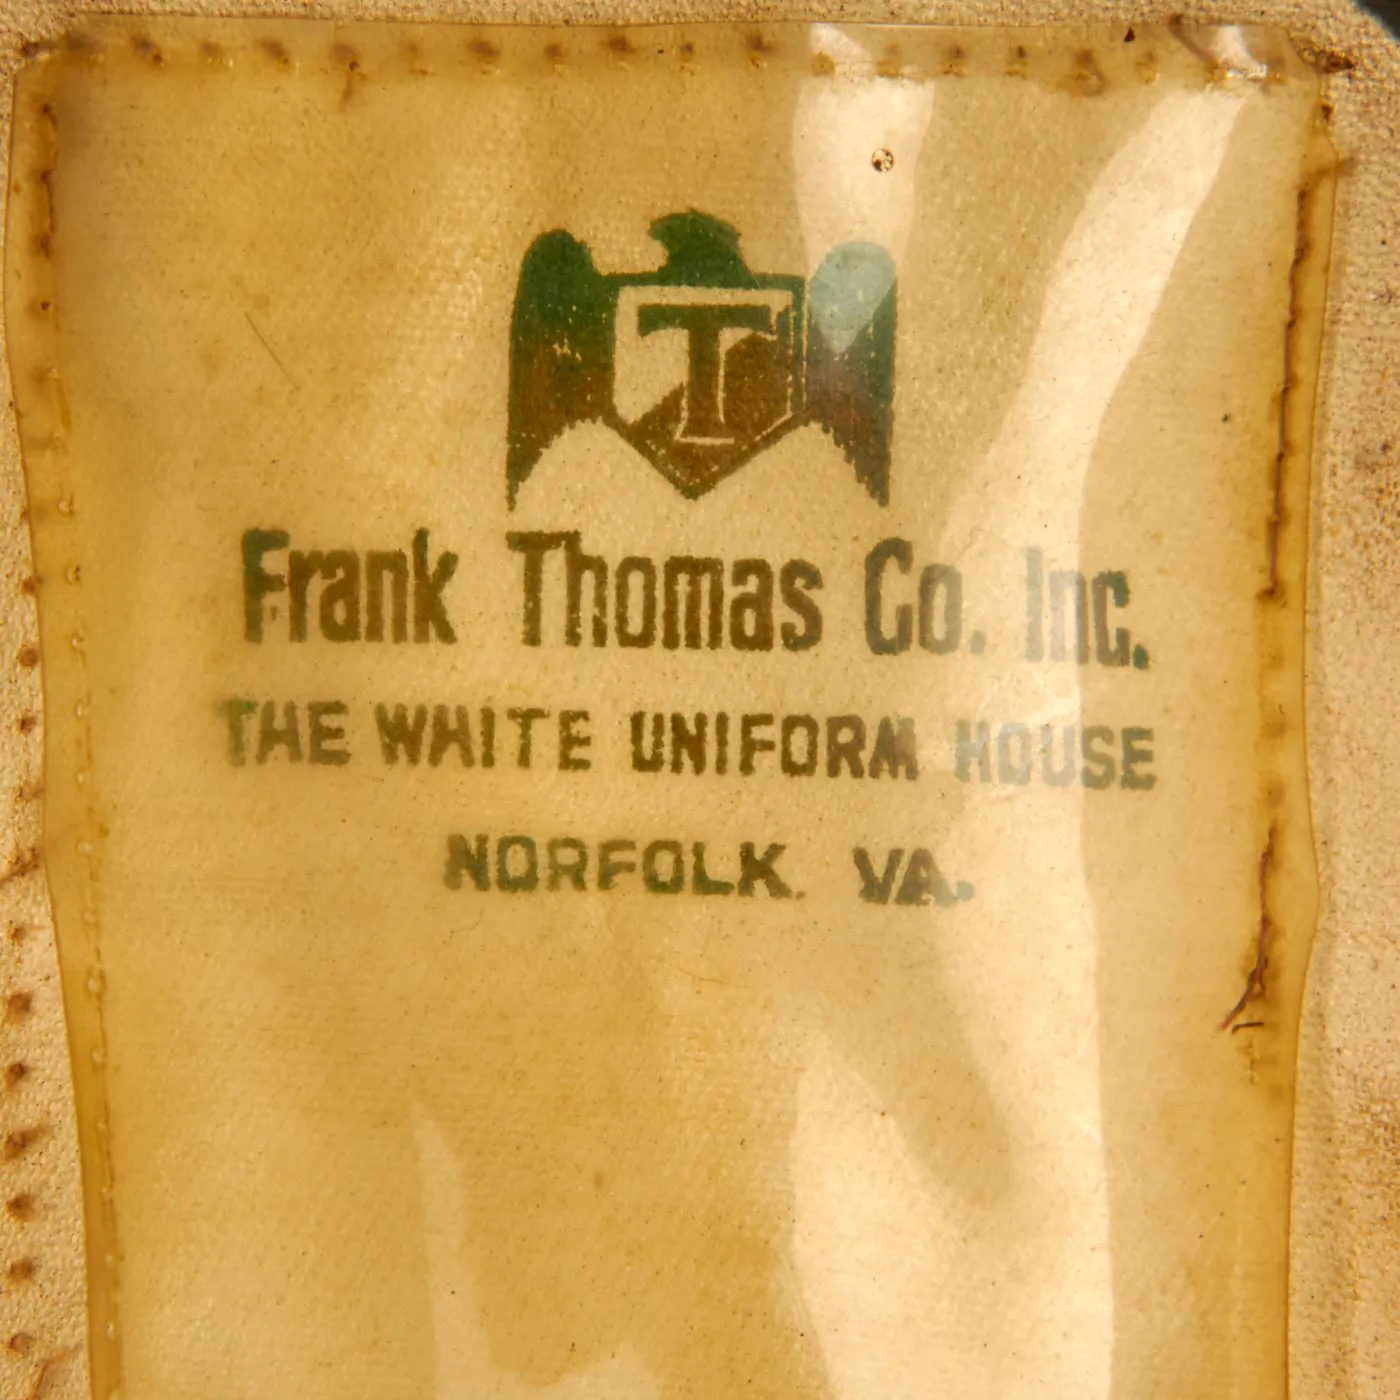 T
Frank Thomas Co. Inc.
THE WHITE UNIFORM HOUSE
NORFOLK. VA.